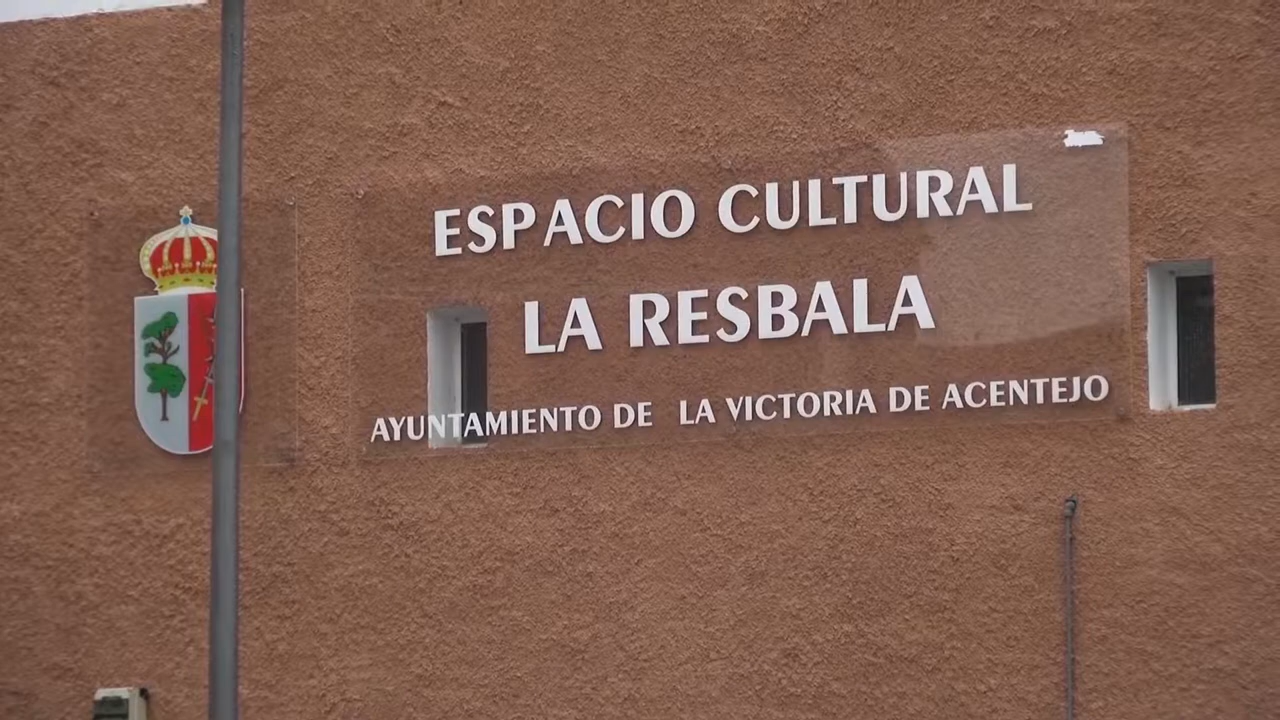 ESPACIO CULTURAL
LA RESBALA
AYUNTAMIENTO DE LA VICTORIA DE ACENTEJO